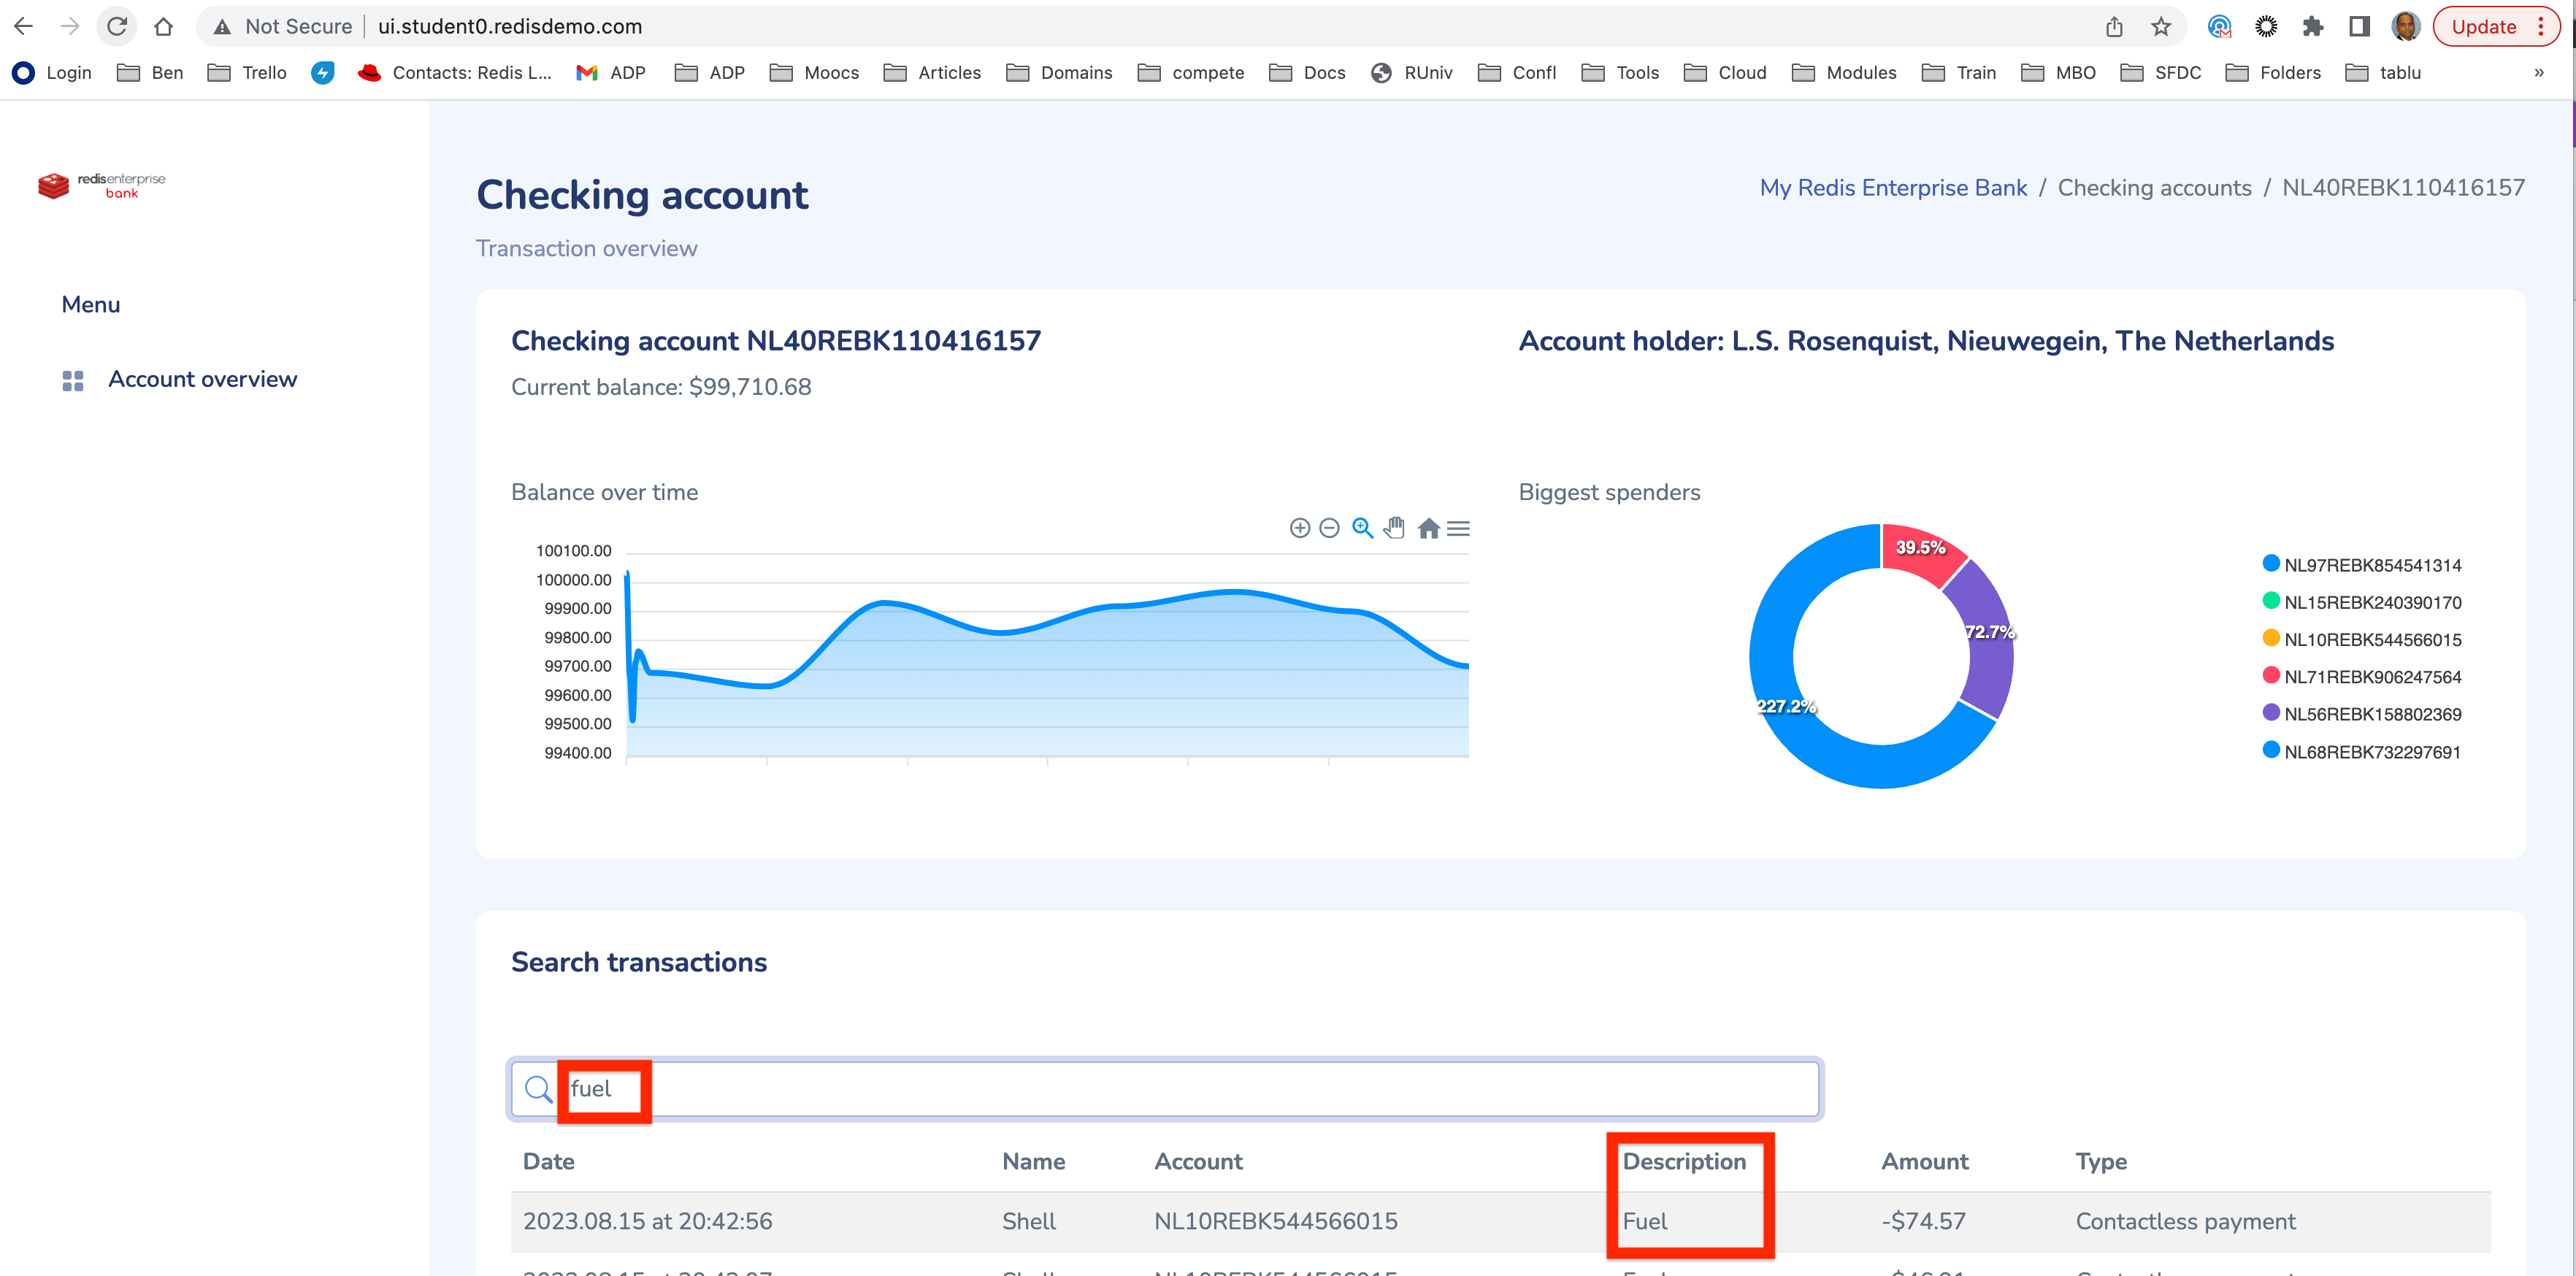 Not Secure ui.student0.redisdemo.com Update
Login Ben Trello Contacts: Redis L... ADP ADP Moocs Articles Domains compete Docs RUniv Confl Tools Cloud Modules Train MBO SFDC Folders tablu »
redisenterprise
bank
Menu
Account overview
Checking account
My Redis Enterprise Bank / Checking accounts / NL40REBK110416157
Transaction overview
Checking account NL40REBK110416157
Current balance: $99,710.68
Account holder: L.S. Rosenquist, Nieuwegein, The Netherlands
Balance over time
100100.00
100000.00
99900.00
99800.00
99700.00
99600.00
99500.00
99400.00
Biggest spenders
39.5%
72.7%
227.2%
NL97REBK854541314
NL15REBK240390170
NL10REBK544566015
NL71REBK906247564
NL56REBK158802369
NL68REBK732297691
Search transactions
fuel
Date Name Account Description Amount Type
2023.08.15 at 20:42:56 Shell NL10REBK544566015 Fuel -$74.57 Contactless payment